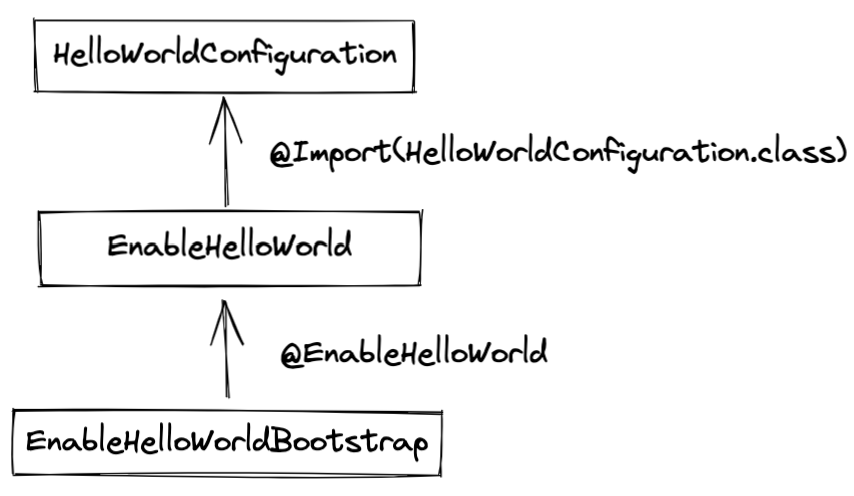 HelloWorldConfiguration
@Import(HelloWorldConfiguration.class)
EnableHelloWorld
@EnableHelloWorld
EnableHelloWorldBootstrap